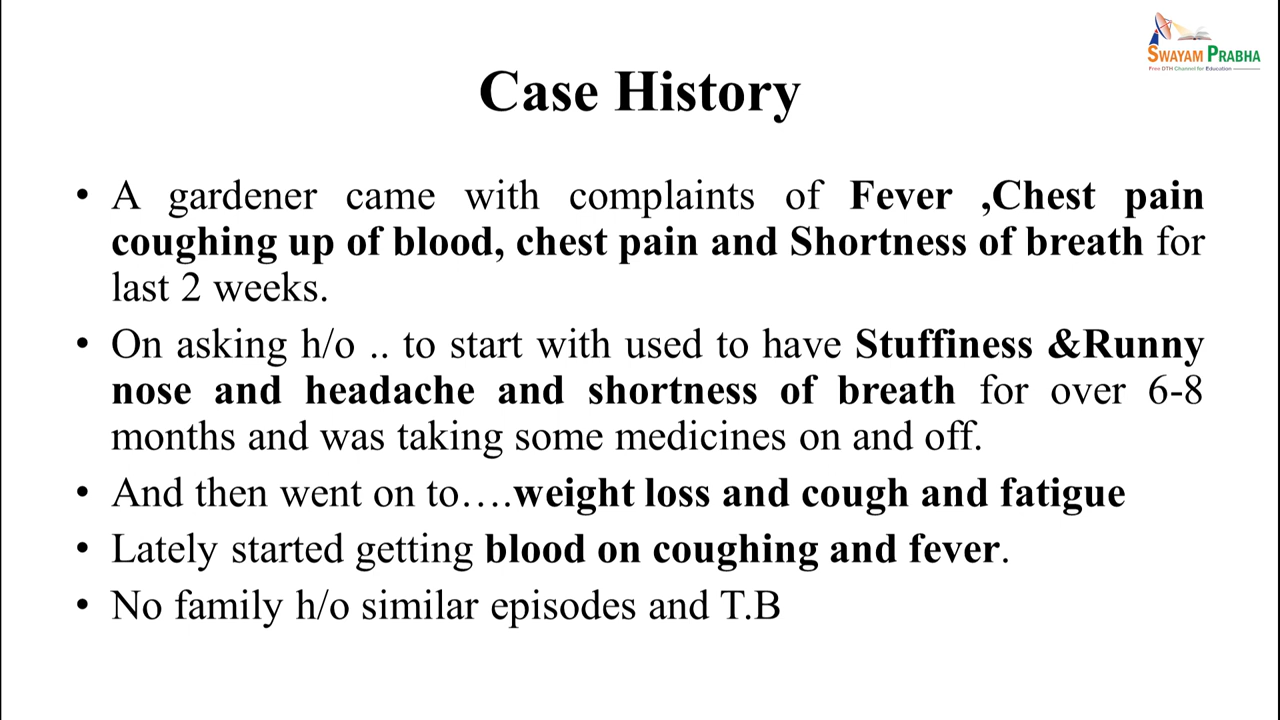 SWAYAM PRABHA
Free DTH Channel for Education
Case History
• A gardener came with complaints of Fever ,Chest pain
coughing up of blood, chest pain and Shortness of breath for
last 2 weeks.
• On asking h/o .. to start with used to have Stuffiness &Runny
nose and headache and shortness of breath for over 6-8
months and was taking some medicines on and off.
• And then went on to….weight loss and cough and fatigue
• Lately started getting blood on coughing and fever.
• No family h/o similar episodes and T.B